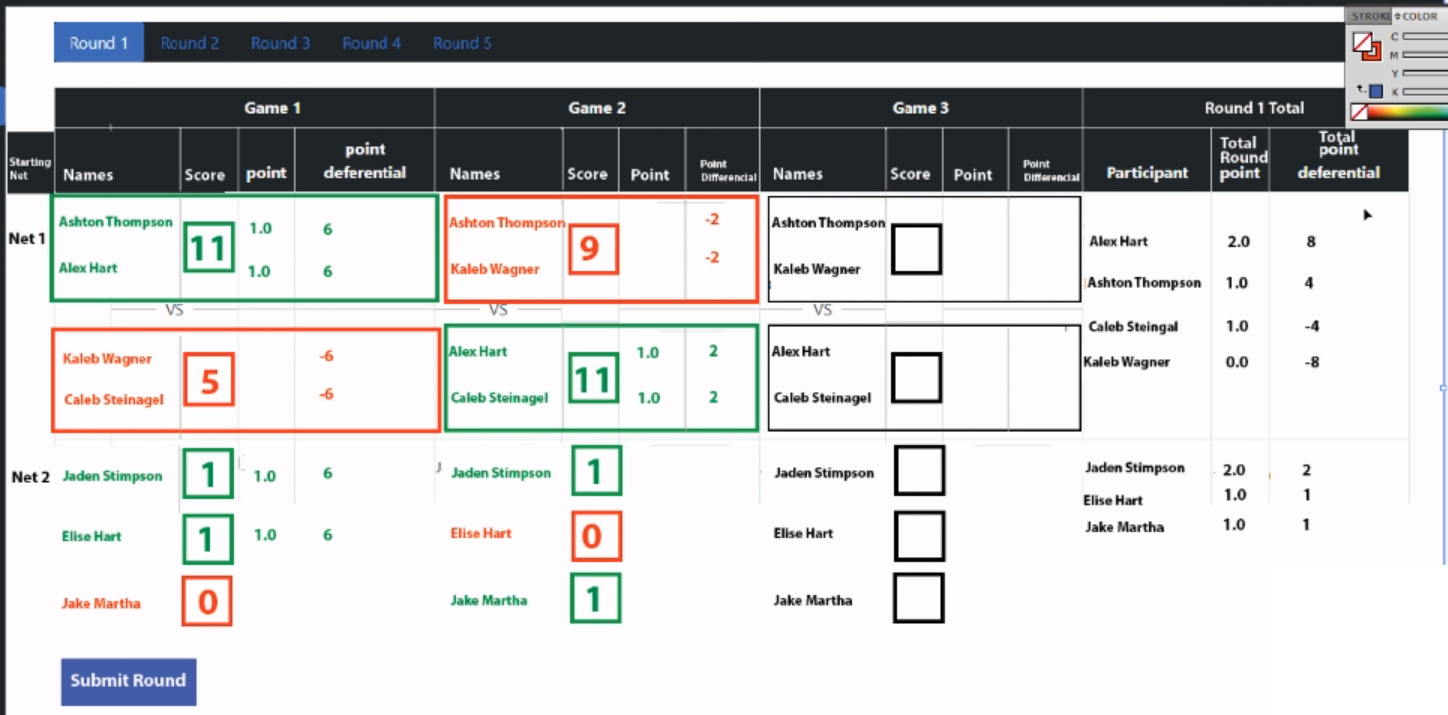 STROKE COLOR
C
M
Y
K
Round 1 Round 2 Round 3 Round 4 Round 5
Game 1 Game 2 Game 3 Round 1 Total
Starting Net Names Score point point deferental Names Score Point Point Differencial Names Score Point Point Differencial Participant Total Round point Total point deferental
Net 1
Ashton Thompson 11 1.0 6
Alex Hart 1.0 6
VS
Kaleb Wagner 5 -6
Caleb Steinagel -6
Ashton Thompson 9 -2
Kaleb Wagner -2
VS
Alex Hart 11 1.0 2
Caleb Steinagel 1.0 2
Ashton Thompson
Kaleb Wagner
VS
Alex Hart
Caleb Steinagel
Alex Hart 2.0 8
Ashton Thompson 1.0 4
Caleb Steingal 1.0 -4
Kaleb Wagner 0.0 -8
Net 2
Jaden Stimpson 1 1.0 6
Elise Hart 1 1.0 6
Jake Martha 0
Jaden Stimpson 1
Elise Hart 0
Jake Martha 1
Jaden Stimpson
Elise Hart
Jake Martha
Jaden Stimpson 2.0 2
Elise Hart 1.0 1
Jake Martha 1.0 1
Submit Round